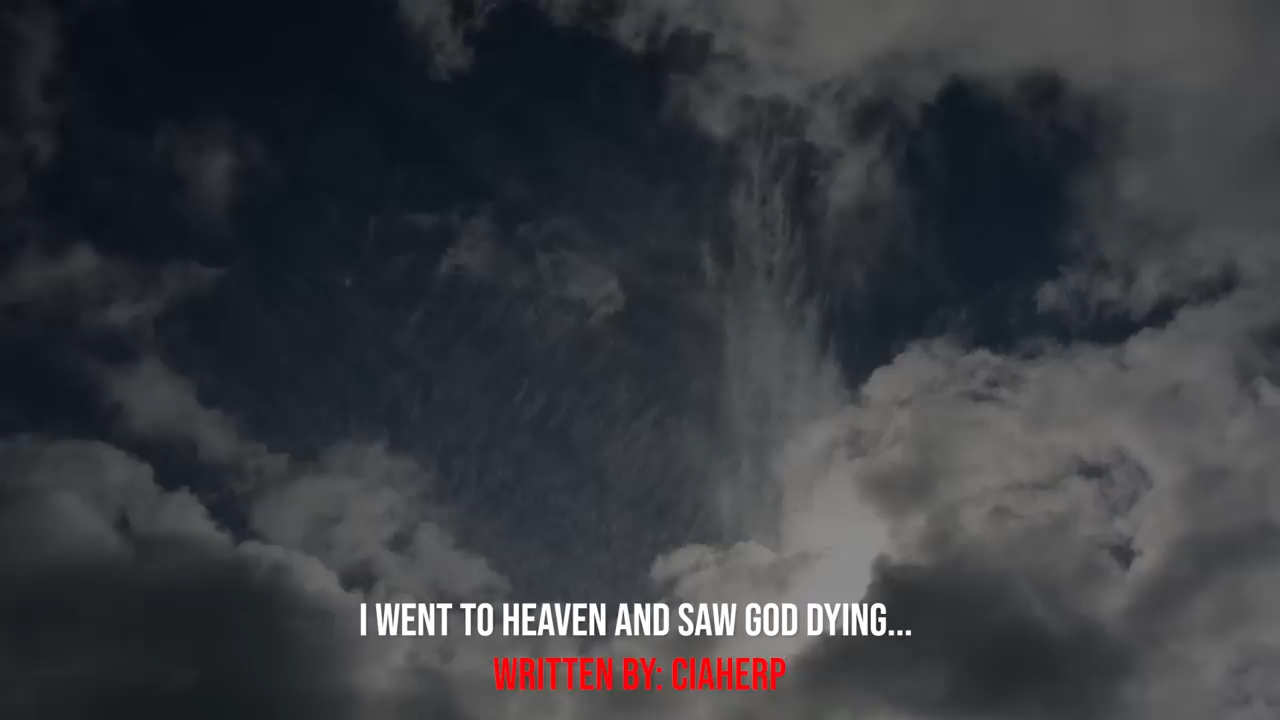 I WENT TO HEAVEN AND SAW GOD DYING...
WRITTEN BY: CIAHERP